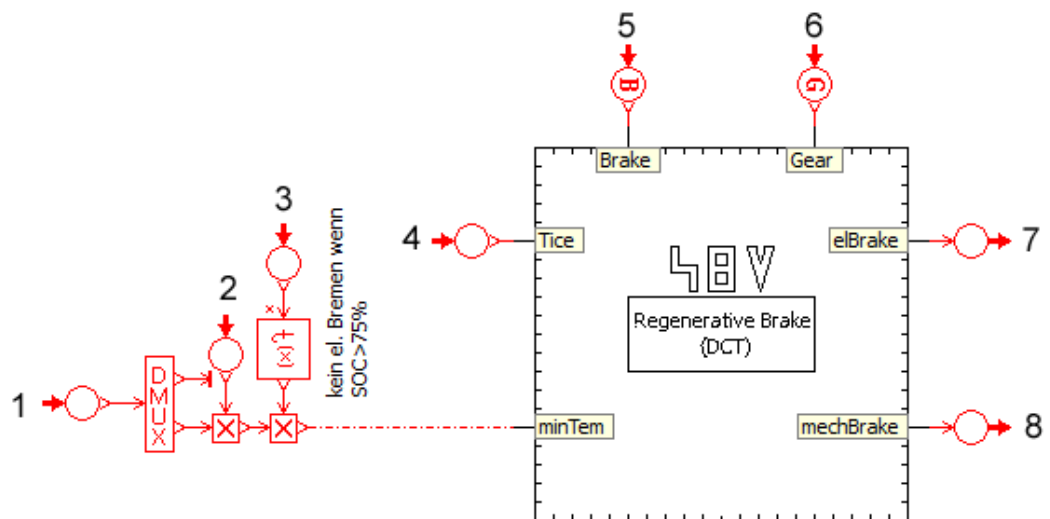 5
6
B
G
Brake
Gear
3
4
Tice
elBrake
7
48V
2
x
f(x)
kein el. Bremen wenn
SOC>75%
Regenerative Brake
(DCT)
1
DMUX
minTem
mechBrake
8